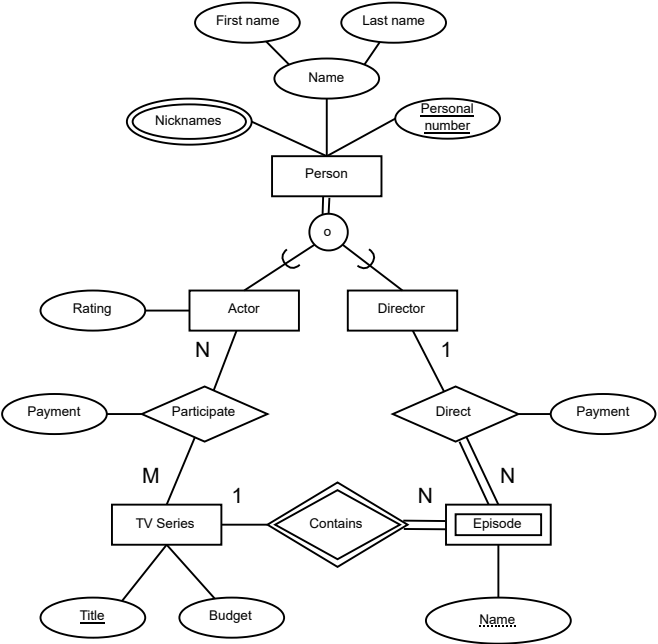 First name
Last name
Name
Nicknames
Personal
number
Person
o
Rating
Actor
Director
N
1
Payment
Participate
Direct
Payment
M
1
N
N
TV Series
Contains
Episode
Title
Budget
Name